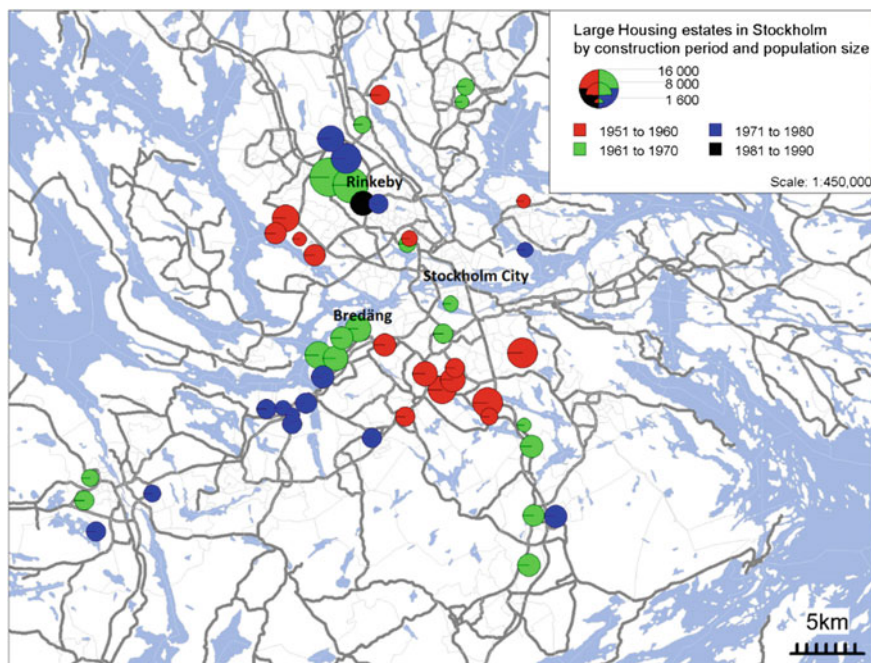 Large Housing estates in Stockholm
by construction period and population size
16 000
8 000
1 600
1951 to 1960
1971 to 1980
1961 to 1970
1981 to 1990
Scale: 1:450,000
Rinkeby
Stockholm City
Bredäng
5km